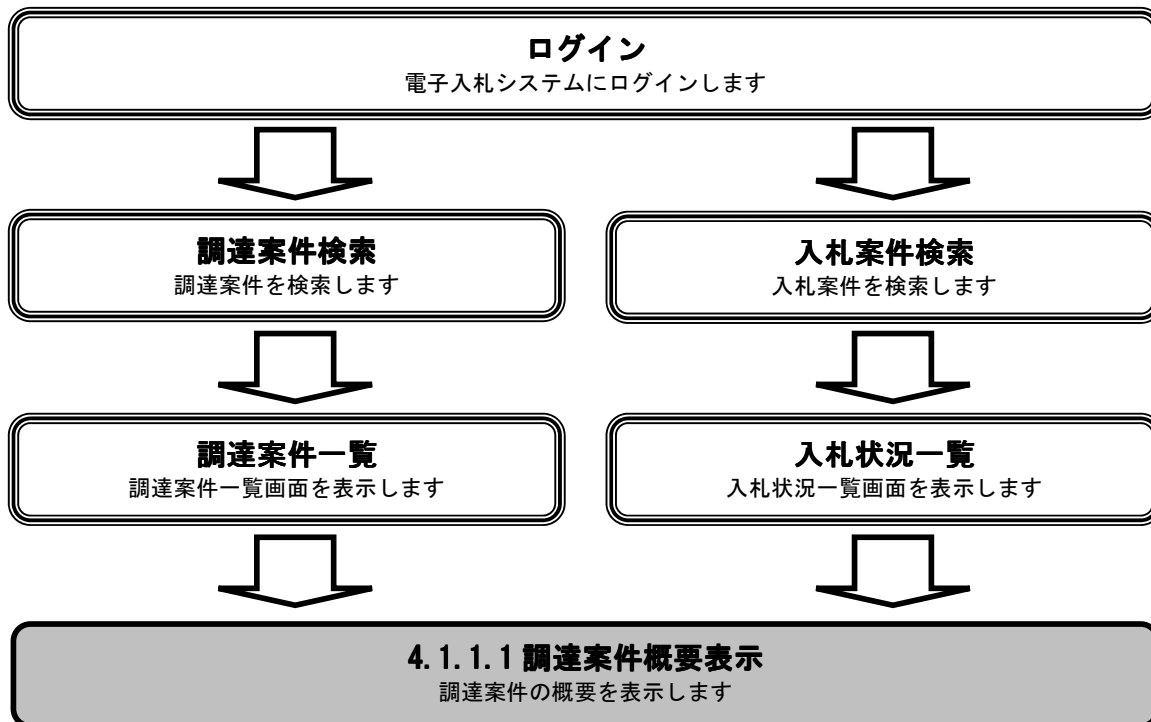 ログイン
電子入札システムにログインします
調達案件検索
調達案件を検索します
入札案件検索
入札案件を検索します
調達案件一覧
調達案件一覧画面を表示します
入札状況一覧
入札状況一覧画面を表示します
4.1.1.1 調達案件概要表示
調達案件の概要を表示します